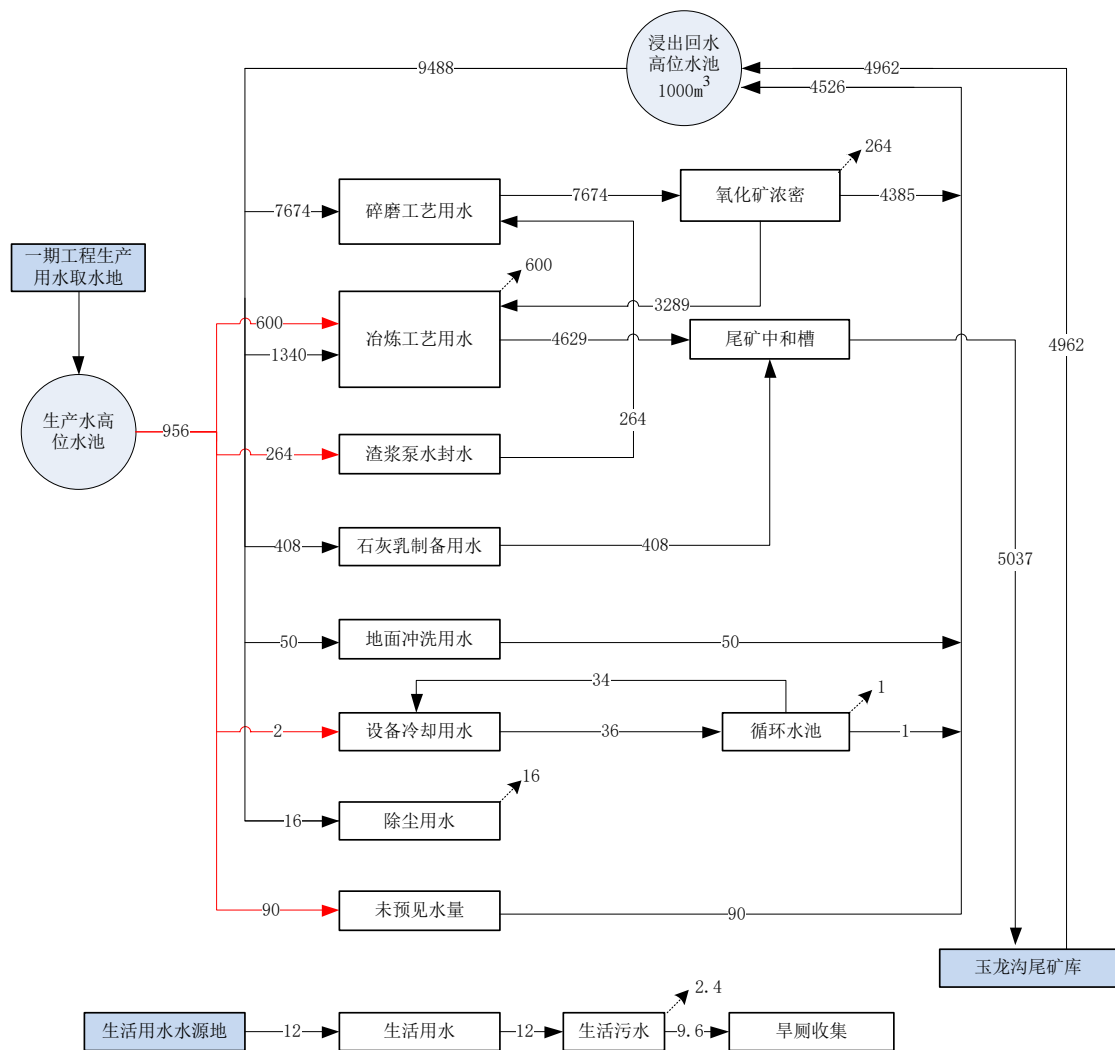 浸出回水
高位水池
1000m³
9488
4962
4526
264
7674
碎磨工艺用水
7674
氧化矿浓密
4385
一期工程生产
用水取水地
600
3289
600
冶炼工艺用水
4629
尾矿中和槽
4962
1340
生产水高
位水池
956
264
264
渣浆泵水封水
408
石灰乳制备用水
408
5037
50
地面冲洗用水
50
34
1
2
设备冷却用水
36
循环水池
1
16
16
除尘用水
90
未预见水量
90
玉龙沟尾矿库
2.4
生活用水水源地
12
生活用水
12
生活污水
9.6
旱厕收集